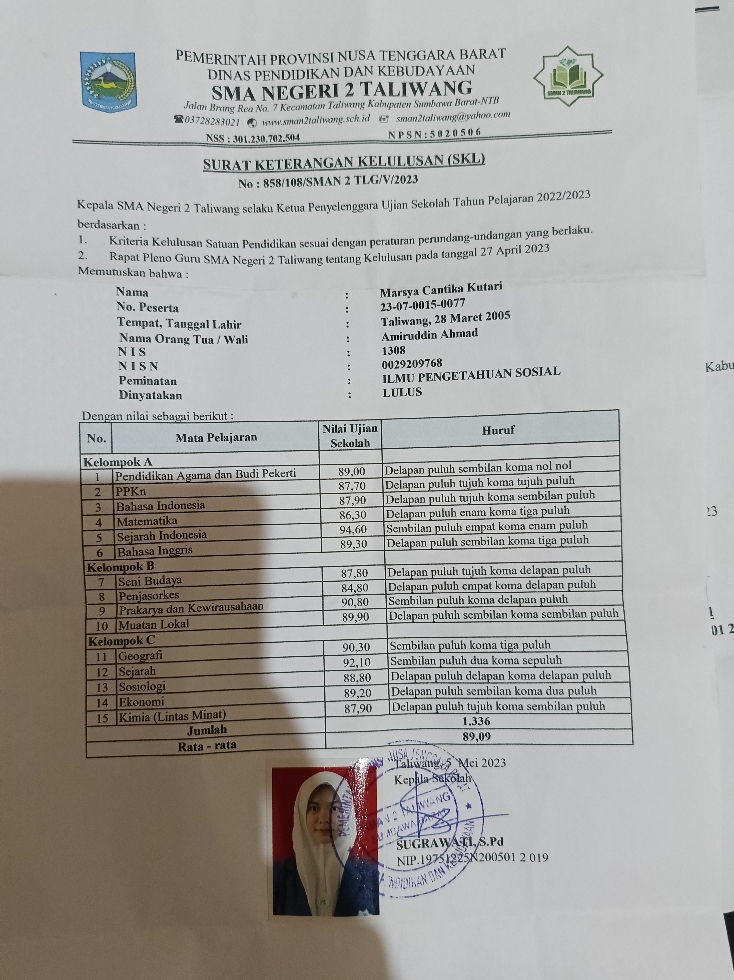 PEMERINTAH PROVINSI NUSA TENGGARA BARAT
DINAS PENDIDIKAN DAN KEBUDAYAAN
SMA NEGERI 2 TALIWANG
Jalan Brang Rea No. 7 Kecamatan Taliwang Kabupaten Sumbawa Barat-NTB
☎03728283021 www.sman2taliwang.sch.id sman2taliwang@yahoo.com
NSS : 301.230.702.504 NPSN : 5020506
SMAN 2 TALIWANG
SURAT KETERANGAN KELULUSAN (SKL)
No : 858/108/SMAN 2 TLG/V/2023
Kepala SMA Negeri 2 Taliwang selaku Ketua Penyelenggara Ujian Sekolah Tahun Pelajaran 2022/2023
berdasarkan :
1. Kriteria Kelulusan Satuan Pendidikan sesuai dengan peraturan perundang-undangan yang berlaku.
2. Rapat Pleno Guru SMA Negeri 2 Taliwang tentang Kelulusan pada tanggal 27 April 2023
Memutuskan bahwa :
Nama : Marsya Cantika Kutari
No. Peserta : 23-07-0015-0077
Tempat, Tanggal Lahir : Taliwang, 28 Maret 2005
Nama Orang Tua / Wali : Amiruddin Ahmad
N I S : 1308
N I S N : 0029209768
Peminatan : ILMU PENGETAHUAN SOSIAL
Dinyatakan : LULUS
Dengan nilai sebagai berikut :
No. Mata Pelajaran Nilai Ujian Sekolah Huruf
Kelompok A
1 Pendidikan Agama dan Budi Pekerti 89,00 Delapan puluh sembilan koma nol nol
2 PPKn 87,70 Delapan puluh tujuh koma tujuh puluh
3 Bahasa Indonesia 87,90 Delapan puluh tujuh koma sembilan puluh
4 Matematika 86,30 Delapan puluh enam koma tiga puluh
5 Sejarah Indonesia 94,60 Sembilan puluh empat koma enam puluh
6 Bahasa Inggris 89,30 Delapan puluh sembilan koma tiga puluh
Kelompok B
7 Seni Budaya 87,80 Delapan puluh tujuh koma delapan puluh
8 Penjasorkes 84,80 Delapan puluh empat koma delapan puluh
9 Prakarya dan Kewirausahaan 90,80 Sembilan puluh koma delapan puluh
10 Muatan Lokal 89,90 Delapan puluh sembilan koma sembilan puluh
Kelompok C
11 Geografi 90,30 Sembilan puluh koma tiga puluh
12 Sejarah 92,10 Sembilan puluh dua koma sepuluh
13 Sosiologi 88,80 Delapan puluh delapan koma delapan puluh
14 Ekonomi 89,20 Delapan puluh sembilan koma dua puluh
15 Kimia (Lintas Minat) 87,90 Delapan puluh tujuh koma sembilan puluh
Jumlah 1,336
Rata - rata 89,09
Taliwang, 5 Mei 2023
Kepala Sekolah
SUGRAWATI, S.Pd
NIP.19751225N200501 2 019
Kabu
23
01 2